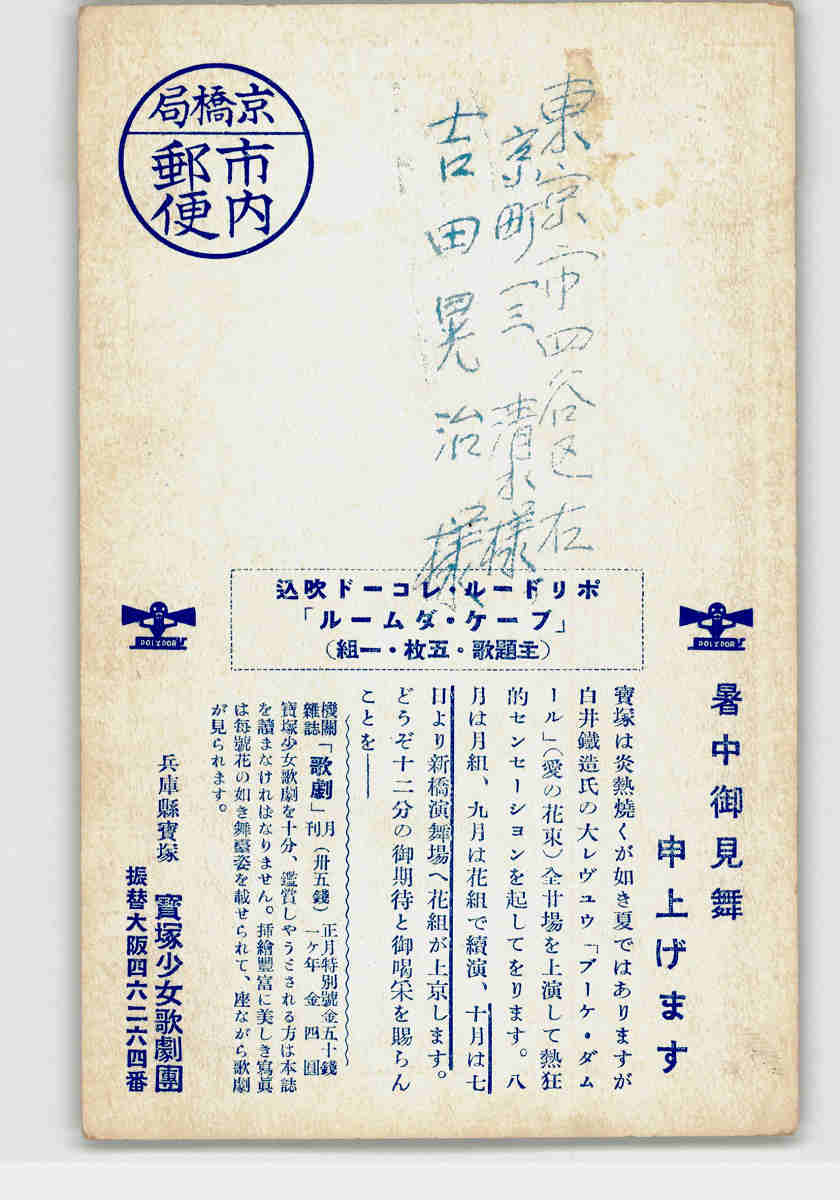 京橋局
市内
郵便
東京市四谷区左
京町一三 清水様
吉田晃治様
ポリドール・レコード吹込
「ブーケ・ダムール」
(主題歌・五枚・一組)
POLYDOR
POLYDOR
暑中御見舞
申上げます
寶塚は炎熱燒くが如き夏ではありますが
白井鐵造氏の大レヴュウ「ブーケ・ダム
ール」(愛の花束)全廿場を上演して熱狂
的センセーションを起してをります。八
月は月組、九月は花組で續演、十月は七
日より新橋演舞場へ花組が上京します。
どうぞ十二分の御期待と御喝采を賜らん
ことを――
機關雜誌「歌劇」月刊(卅五錢)正月特別號金五十錢 一ケ年金四圓
寶塚少女歌劇を十分、鑑賞しやうとされる方は本誌
を讀まなければなりません。揷繪豐富に美しき寫眞
は每號花の如き舞臺姿を載せられて、座ながら歌劇
が見られます。
兵庫縣寶塚 寶塚少女歌劇團
振替大阪四六二六四番